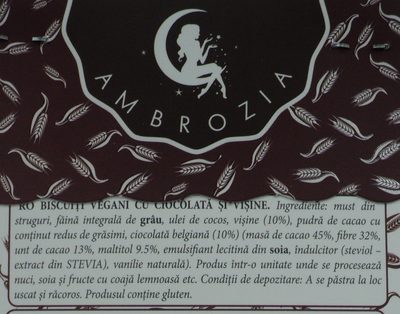 AMBROZIA
RO BISCUIȚI VEGANI CU CIOCOLATĂ ȘI VIȘINE. Ingrediente: must din
struguri, făină integrală de grâu, ulei de cocos, vișine (10%), pudră de cacao cu
conținut redus de grăsimi, ciocolată belgiană (10%) (masă de cacao 45%, fibre 32%,
unt de cacao 13%, maltitol 9.5%, emulsifiant lecitină din soia, îndulcitor (steviol -
extract din STEVIA), vanilie naturală). Produs într-o unitate unde se procesează
nuci, soia și fructe cu coajă lemnoasă etc. Condiții de depozitare: A se păstra la loc
uscat și răcoros. Produsul conține gluten.